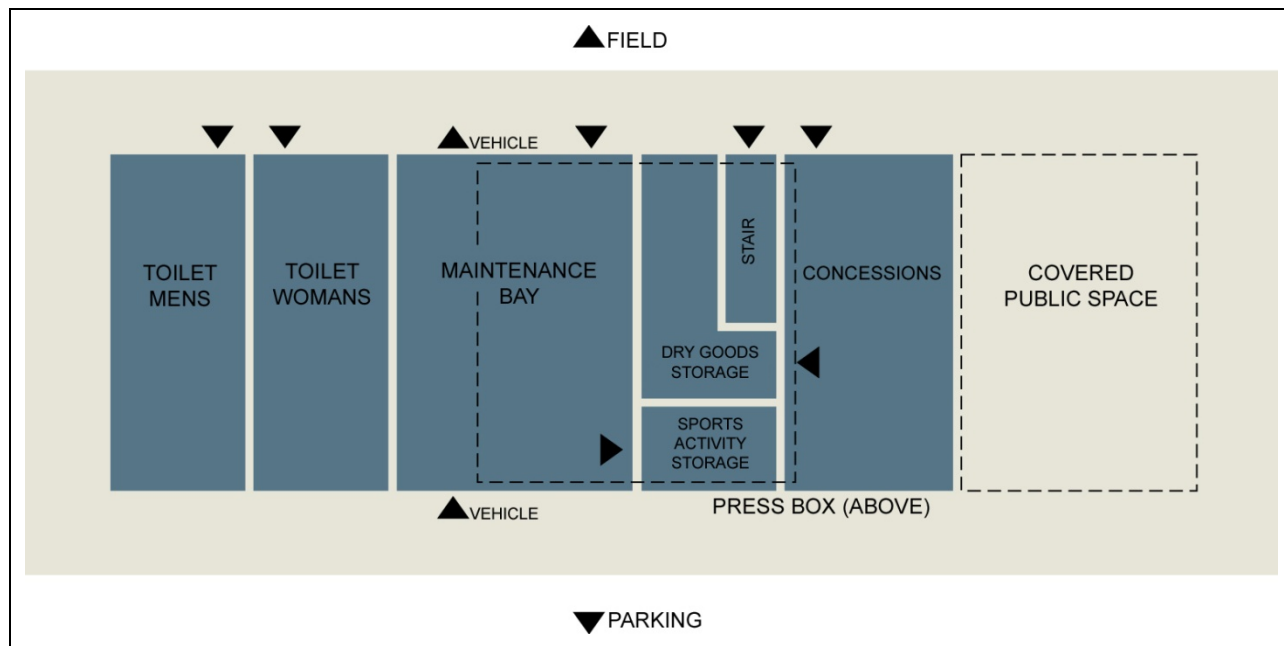 FIELD
VEHICLE
TOILET
MENS
TOILET
WOMANS
MAINTENANCE
BAY
STAIR
CONCESSIONS
COVERED
PUBLIC SPACE
DRY GOODS
STORAGE
SPORTS
ACTIVITY
STORAGE
VEHICLE
PRESS BOX (ABOVE)
PARKING